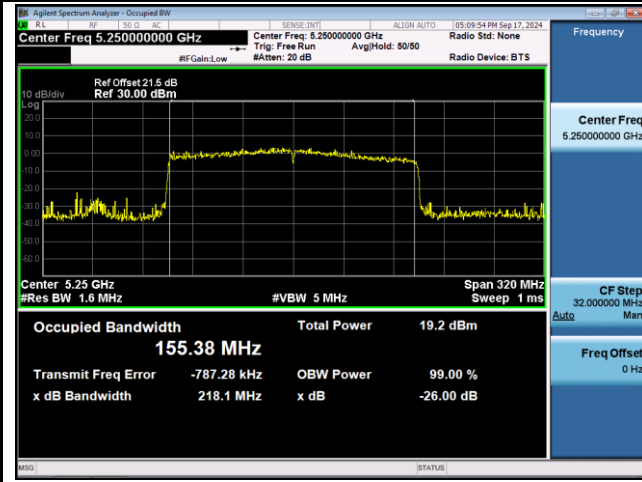 Agilent Spectrum Analyzer - Occupied BW
RL RF 50 Ω AC SENSE:INT ALIGN AUTO 05:09:54 PM Sep 17, 2024
Center Freq 5.250000000 GHz
Center Freq: 5.250000000 GHz
Radio Std: None
Trig: Free Run Avg|Hold: 50/50
#IFGain:Low #Atten: 20 dB Radio Device: BTS
Ref Offset 21.5 dB
10 dB/div Ref 30.00 dBm
Log
20.0
10.0
0.00
-10.0
-20.0
-30.0
-40.0
-50.0
-60.0
Center 5.25 GHz Span 320 MHz
#Res BW 1.6 MHz #VBW 5 MHz Sweep 1 ms
Occupied Bandwidth Total Power 19.2 dBm
155.38 MHz
Transmit Freq Error -787.28 kHz OBW Power 99.00 %
x dB Bandwidth 218.1 MHz x dB -26.00 dB
MSG STATUS
Frequency
Center Freq
5.250000000 GHz
CF Step
32.000000 MHz
Auto Man
Freq Offset
0 Hz